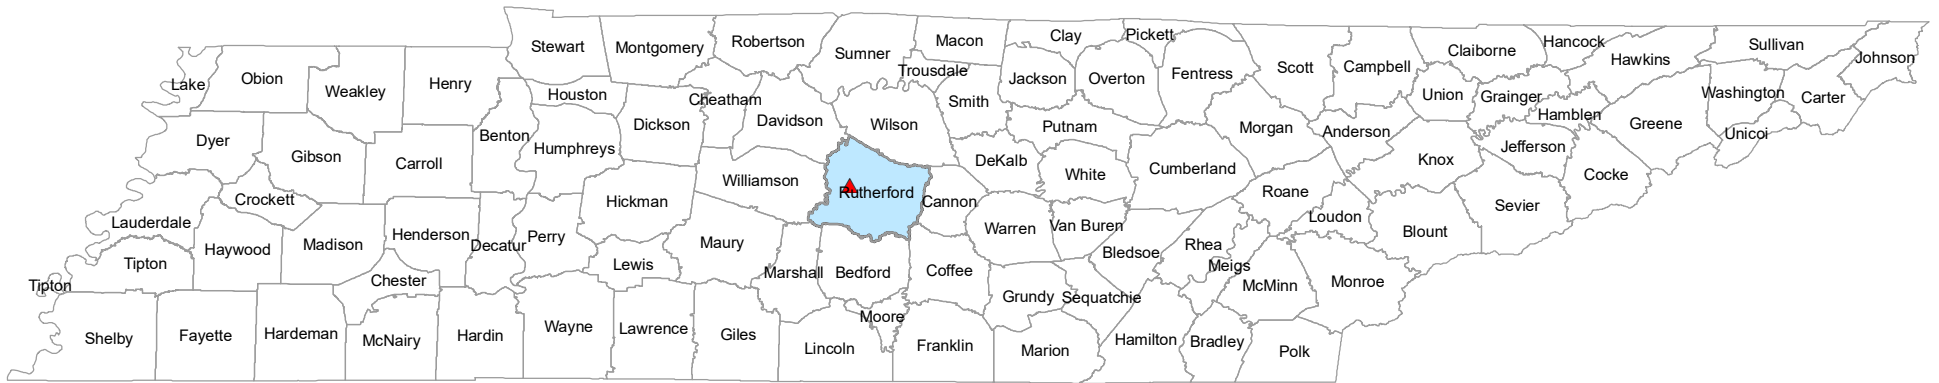 Stewart
Montgomery
Robertson
Sumner
Macon
Clay
Pickett
Claiborne
Hancock
Hawkins
Sullivan
Johnson
Lake
Obion
Weakley
Henry
Houston
Cheatham
Trousdale
Jackson
Overton
Fentress
Scott
Campbell
Union
Grainger
Hamblen
Washington
Carter
Dyer
Gibson
Carroll
Benton
Humphreys
Dickson
Davidson
Wilson
Smith
Putnam
Morgan
Anderson
Knox
Jefferson
Greene
Unicoi
Crockett
Hickman
Williamson
Rutherford
Cannon
DeKalb
White
Cumberland
Roane
Loudon
Blount
Sevier
Cocke
Lauderdale
Haywood
Madison
Henderson
Decatur
Perry
Lewis
Maury
Marshall
Bedford
Coffee
Warren
Van Buren
Bledsoe
Rhea
Meigs
McMinn
Monroe
Tipton
Tipton
Chester
Moore
Grundy
Sequatchie
Shelby
Fayette
Hardeman
McNairy
Hardin
Wayne
Lawrence
Giles
Lincoln
Franklin
Marion
Hamilton
Bradley
Polk